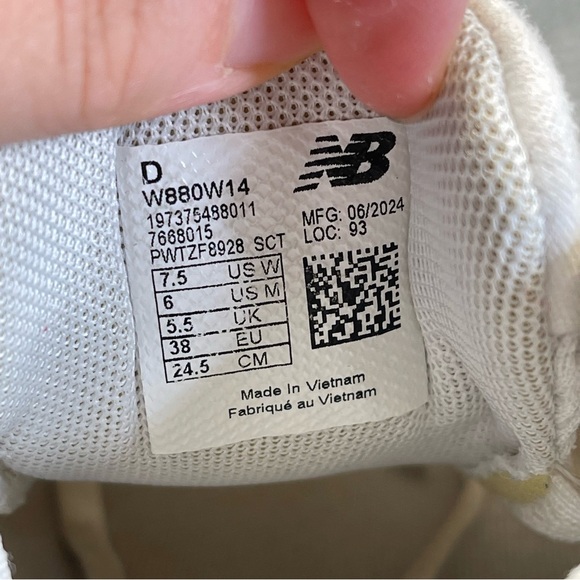 D
NB
W880W14
197375488011
7668015
PWTZF8928 SCT
MFG: 06/2024
LOC: 93
7.5 US W
6 US M
5.5 UK
38 EU
24.5 CM
Made In Vietnam
Fabriqué au Vietnam